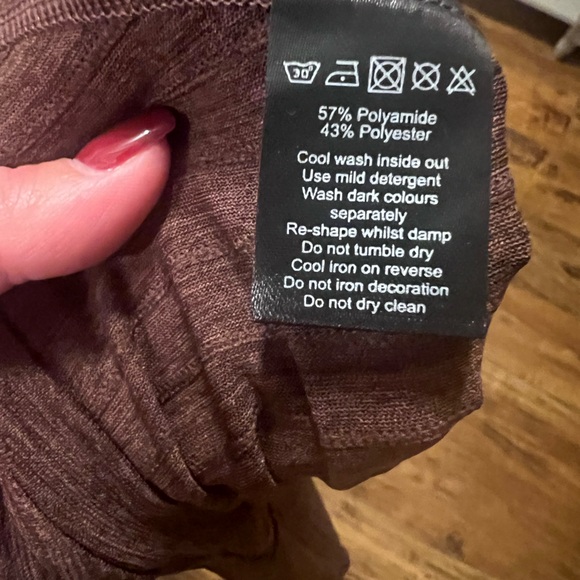 30°
57% Polyamide
43% Polyester
Cool wash inside out
Use mild detergent
Wash dark colours
separately
Re-shape whilst damp
Do not tumble dry
Cool iron on reverse
Do not iron decoration
Do not dry clean